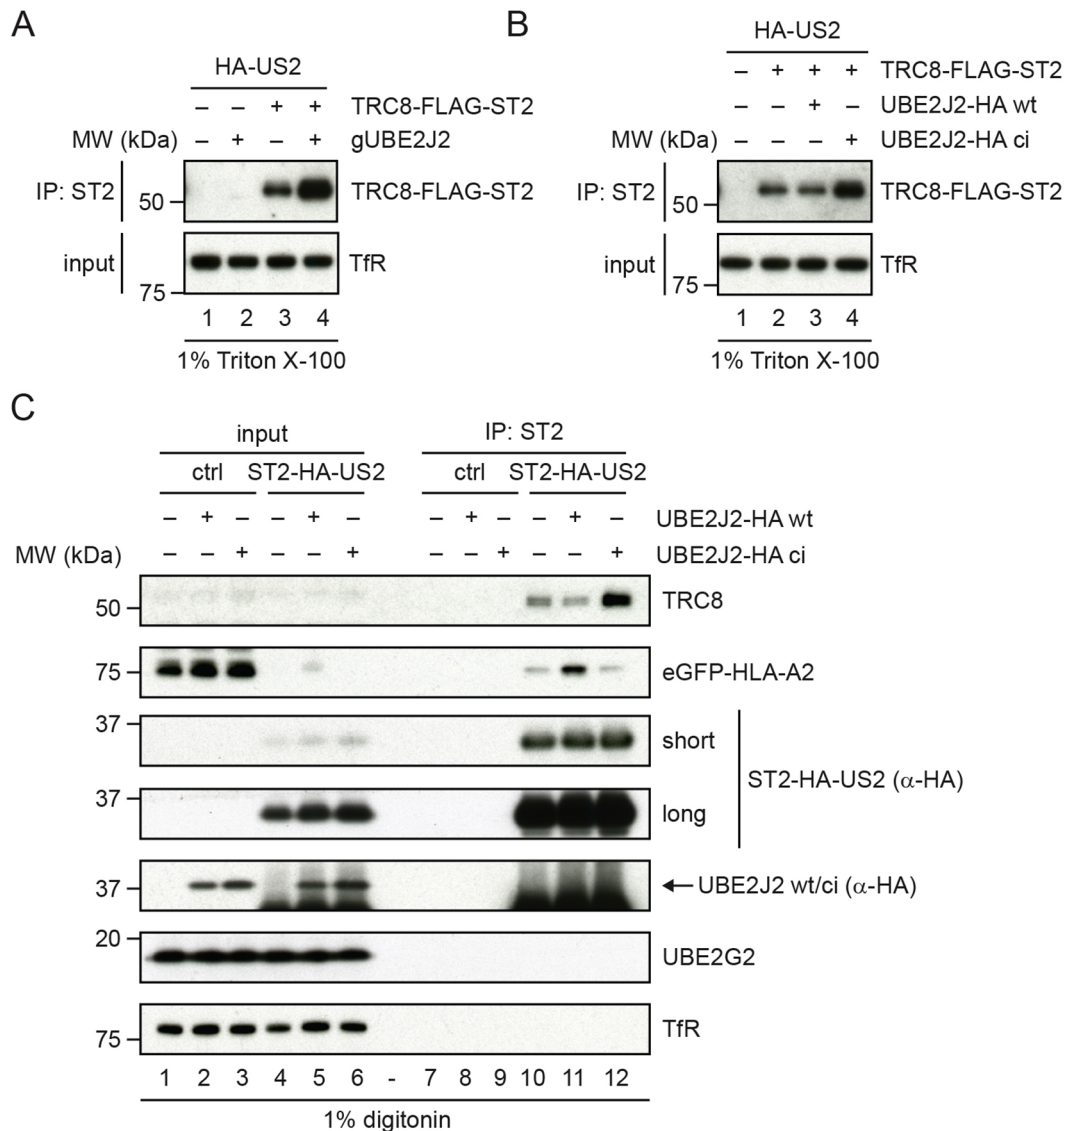 A
HA-US2
– – + + TRC8-FLAG-ST2
MW (kDa) – + – + gUBE2J2
IP: ST2 50 TRC8-FLAG-ST2
input 75 TfR
1 2 3 4
1% Triton X-100
B
HA-US2
– + + + TRC8-FLAG-ST2
– – + – UBE2J2-HA wt
MW (kDa) – – – + UBE2J2-HA ci
IP: ST2 50 TRC8-FLAG-ST2
input 75 TfR
1 2 3 4
1% Triton X-100
C
input IP: ST2
ctrl ST2-HA-US2 ctrl ST2-HA-US2
– + – – + – – + – – + – UBE2J2-HA wt
MW (kDa) – – + – – + – – + – – + UBE2J2-HA ci
50 TRC8
75 eGFP-HLA-A2
37 short
ST2-HA-US2 (α-HA)
37 long
37 UBE2J2 wt/ci (α-HA)
20 UBE2G2
75 TfR
1 2 3 4 5 6 - 7 8 9 10 11 12
1% digitonin